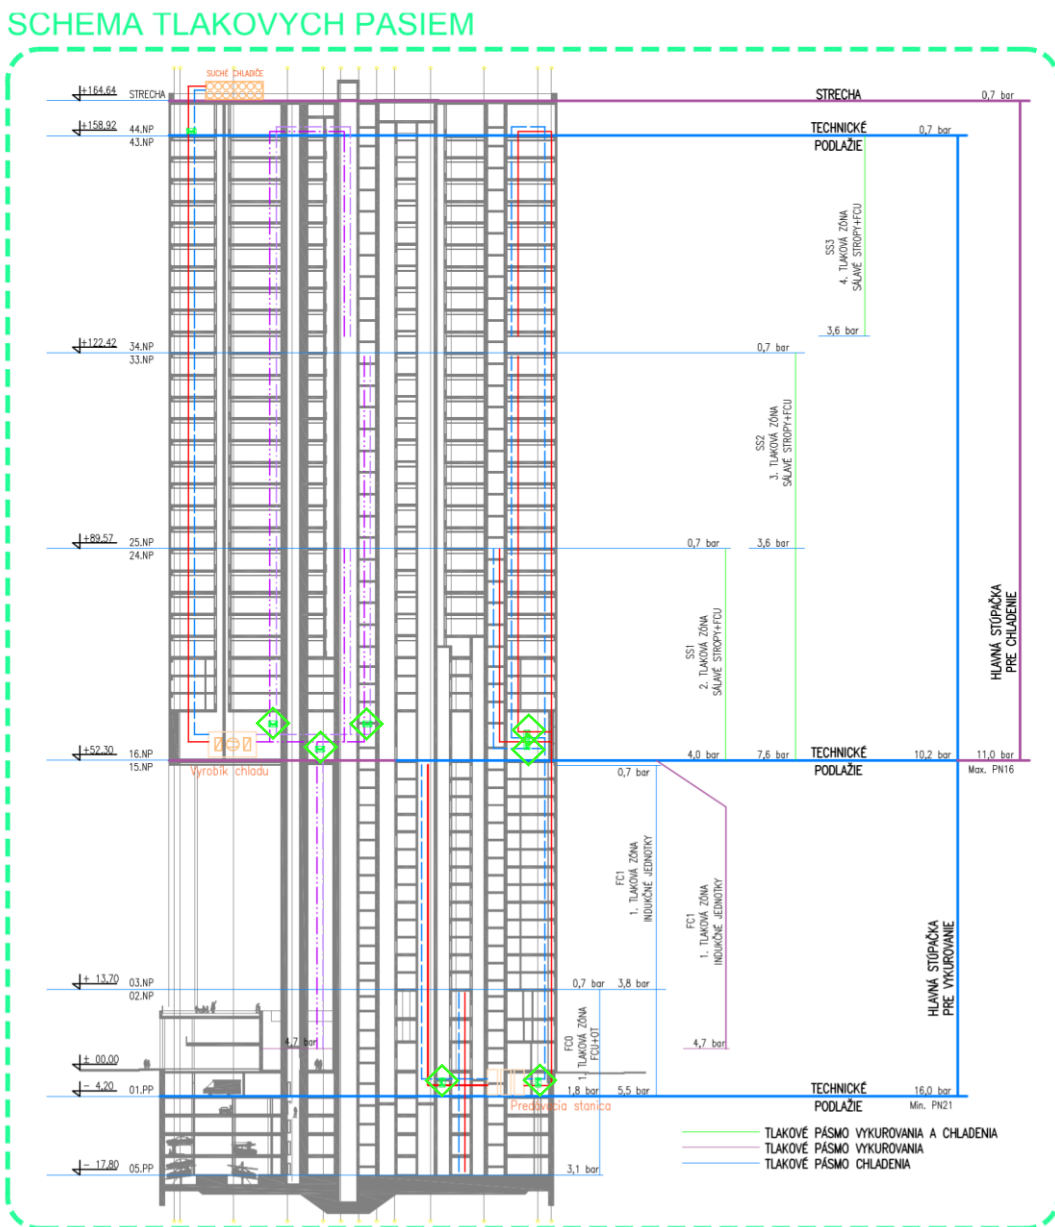 SCHEMA TLAKOVYCH PASIEM
SUCHÉ CHLADIČE
+164.64 STRECHA
STRECHA 0,7 bar
+158.92 44.NP
43.NP
TECHNICKÉ 0,7 bar
PODLAŽIE
SS3
4. TLAKOVÁ ZÓNA
SÁLAVÉ STROPY+FCU
3,6 bar
+122.42 34.NP
33.NP
0,7 bar
SS2
3. TLAKOVÁ ZÓNA
SÁLAVÉ STROPY+FCU
+89,57 25.NP
24.NP
0,7 bar 3,6 bar
SS1
2. TLAKOVÁ ZÓNA
SÁLAVÉ STROPY+FCU
HLAVNÁ STÚPAČKA
PRE CHLADENIE
+52,30 16.NP
15.NP
Výrobík chladu
4,0 bar 7,6 bar TECHNICKÉ 10,2 bar 11,0 bar
0,7 bar PODLAŽIE Max. PN16
FC1
1. TLAKOVÁ ZÓNA
INDUKČNÉ JEDNOTKY
FC1
1. TLAKOVÁ ZÓNA
INDUKČNÉ JEDNOTKY
HLAVNÁ STÚPAČKA
PRE VYKUROVANIE
+ 13,70 03.NP
02.NP
0,7 bar 3,8 bar
FC0
1. TLAKOVÁ ZÓNA
FCU+OT
4,7 bar
4,7 bar
± 00,00
- 4,20 01.PP
1,8 bar 5,5 bar TECHNICKÉ 16,0 bar
Predávacia stanica PODLAŽIE Min. PN21
TLAKOVÉ PÁSMO VYKUROVANIA A CHLADENIA
TLAKOVÉ PÁSMO VYKUROVANIA
TLAKOVÉ PÁSMO CHLADENIA
- 17,80 05.PP
3,1 bar